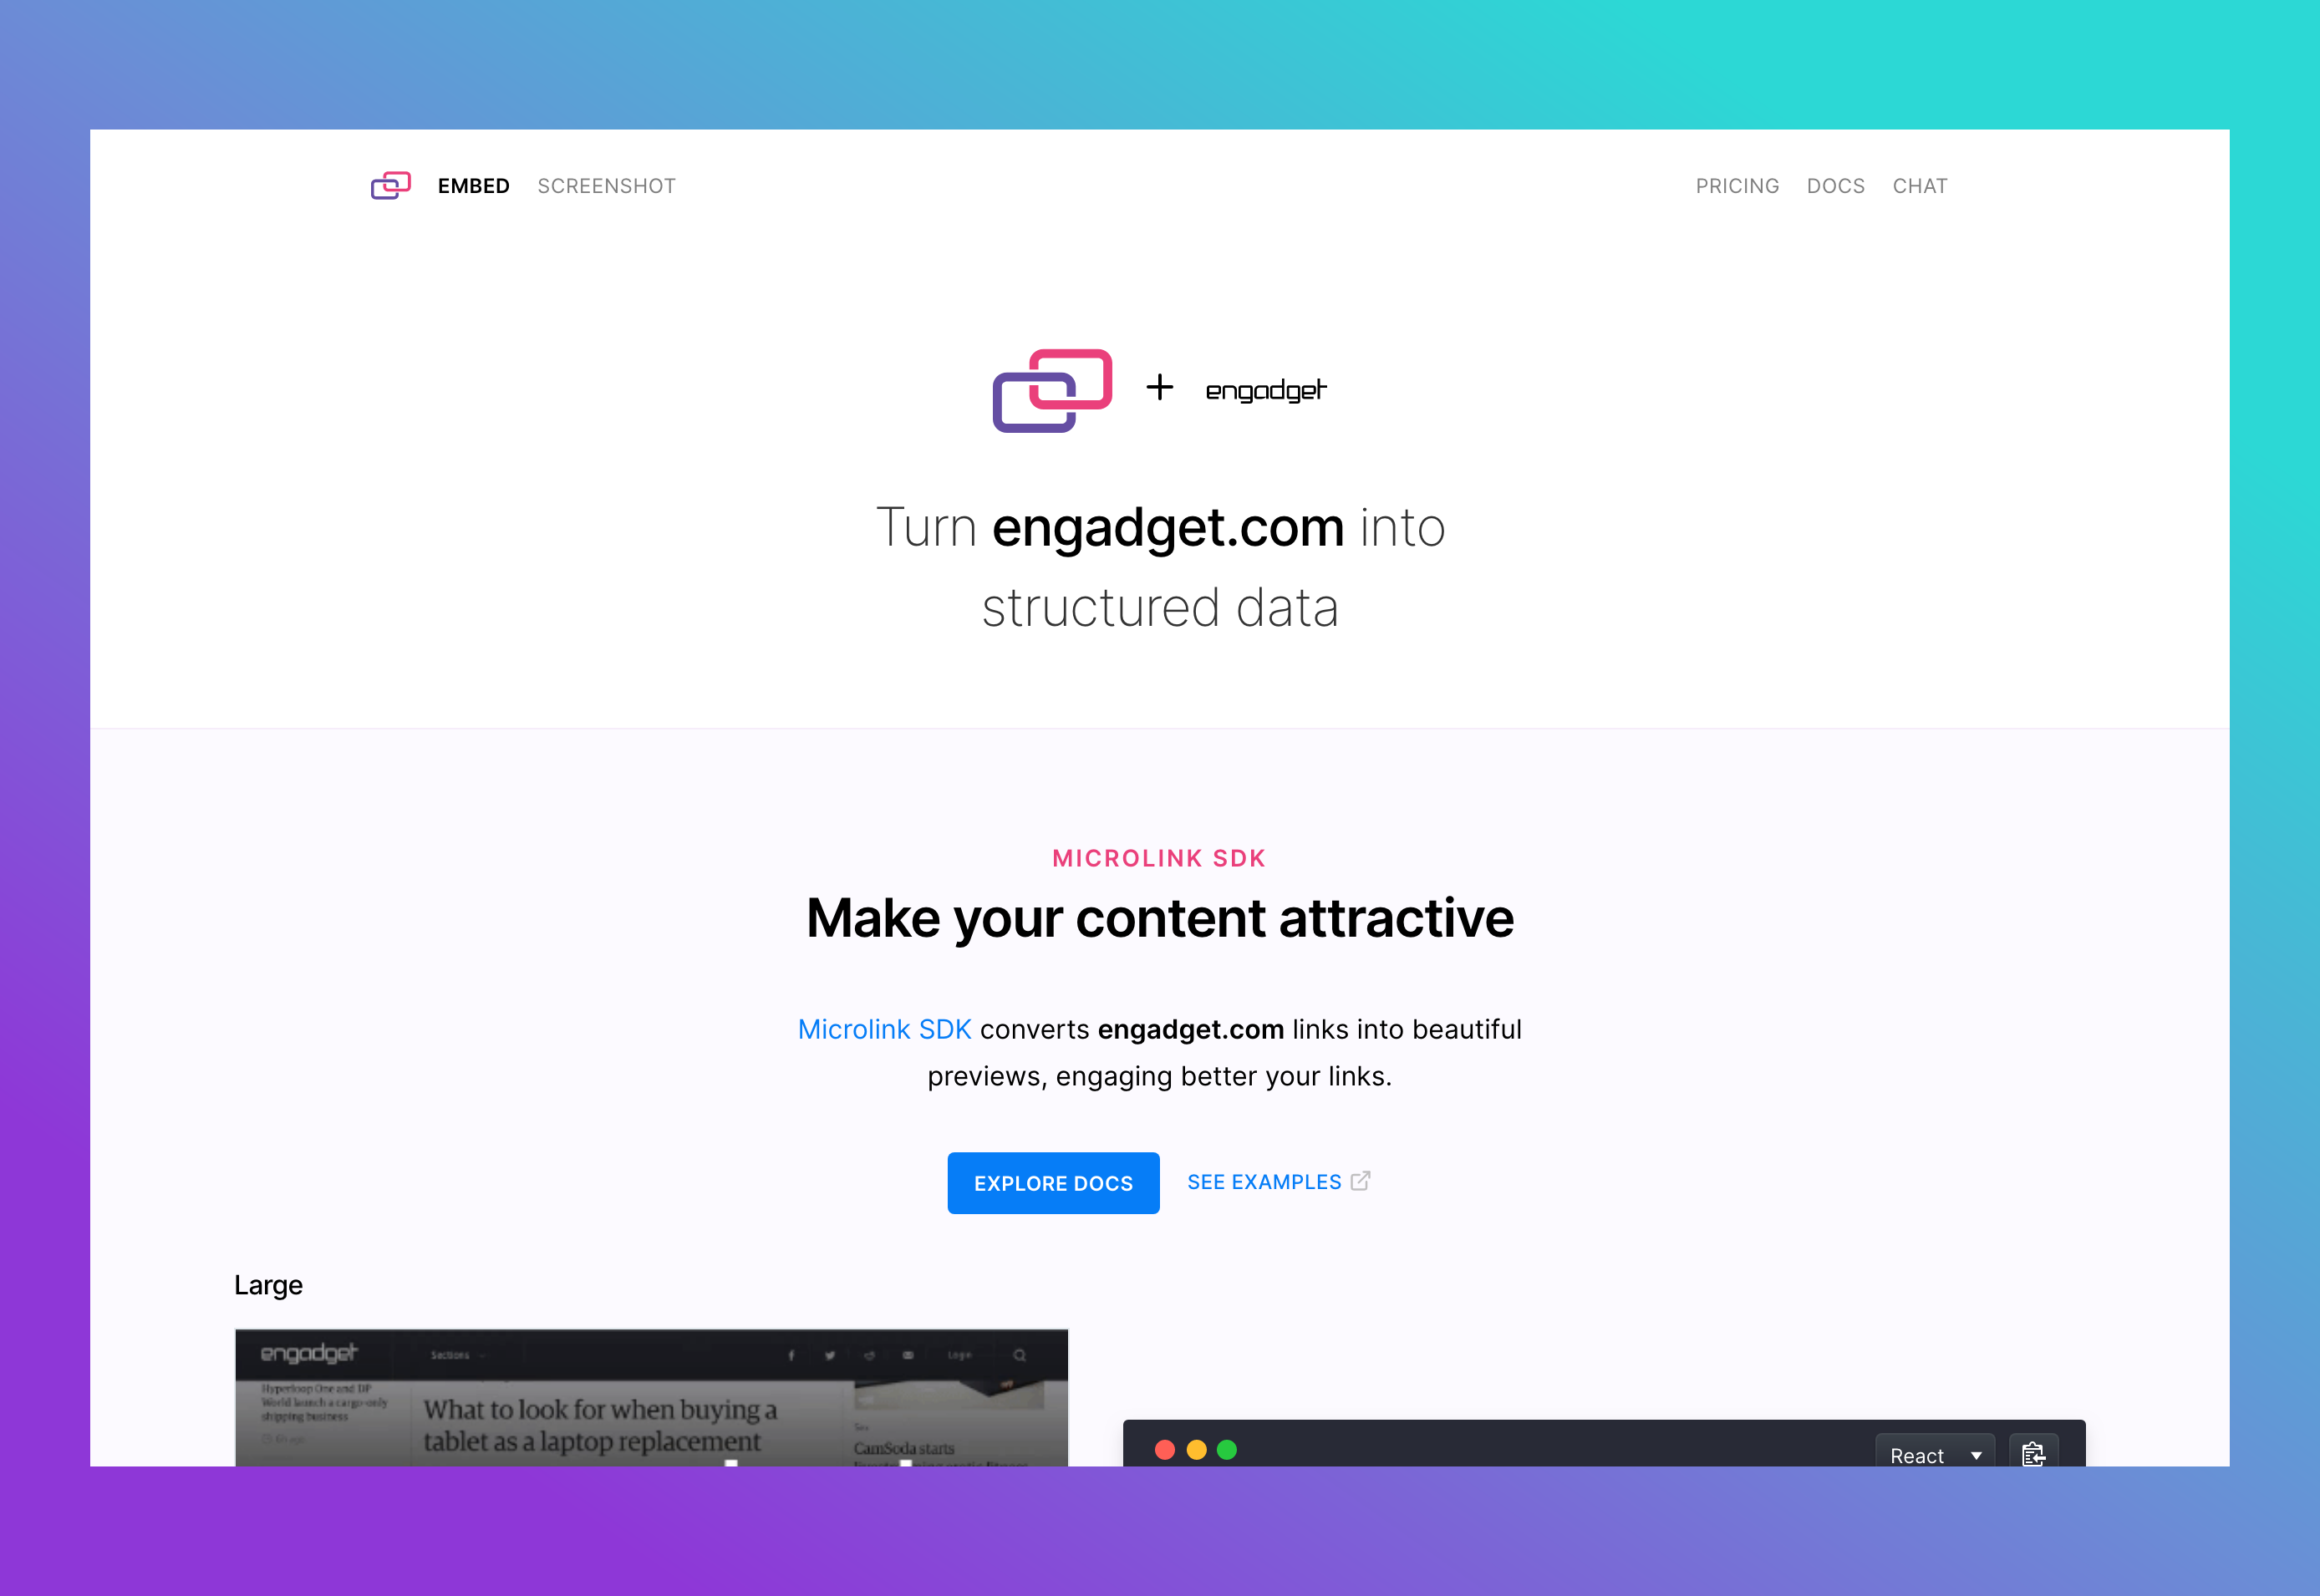 EMBED SCREENSHOT PRICING DOCS CHAT
engadget
Turn engadget.com into
structured data
MICROLINK SDK
Make your content attractive
Microlink SDK converts engadget.com links into beautiful
previews, engaging better your links.
EXPLORE DOCS SEE EXAMPLES
Large
engadget Sections Login
Hyperloop One and DP
World launch a cargo-only
shipping business
What to look for when buying a
tablet as a laptop replacement
CamSoda starts
React